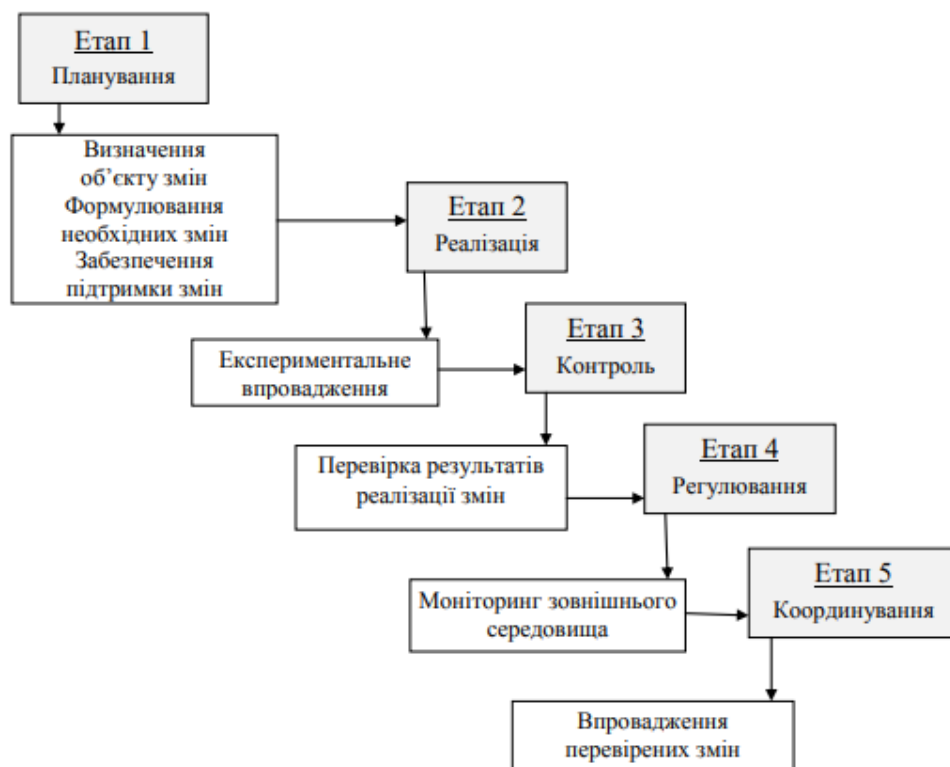 Етап 1
Планування
Визначення
об’єкту змін
Формулювання
необхідних змін
Забезпечення
підтримки змін
Етап 2
Реалізація
Експериментальне
впровадження
Етап 3
Контроль
Перевірка результатів
реалізації змін
Етап 4
Регулювання
Моніторинг зовнішнього
середовища
Етап 5
Координування
Впровадження
перевірених змін